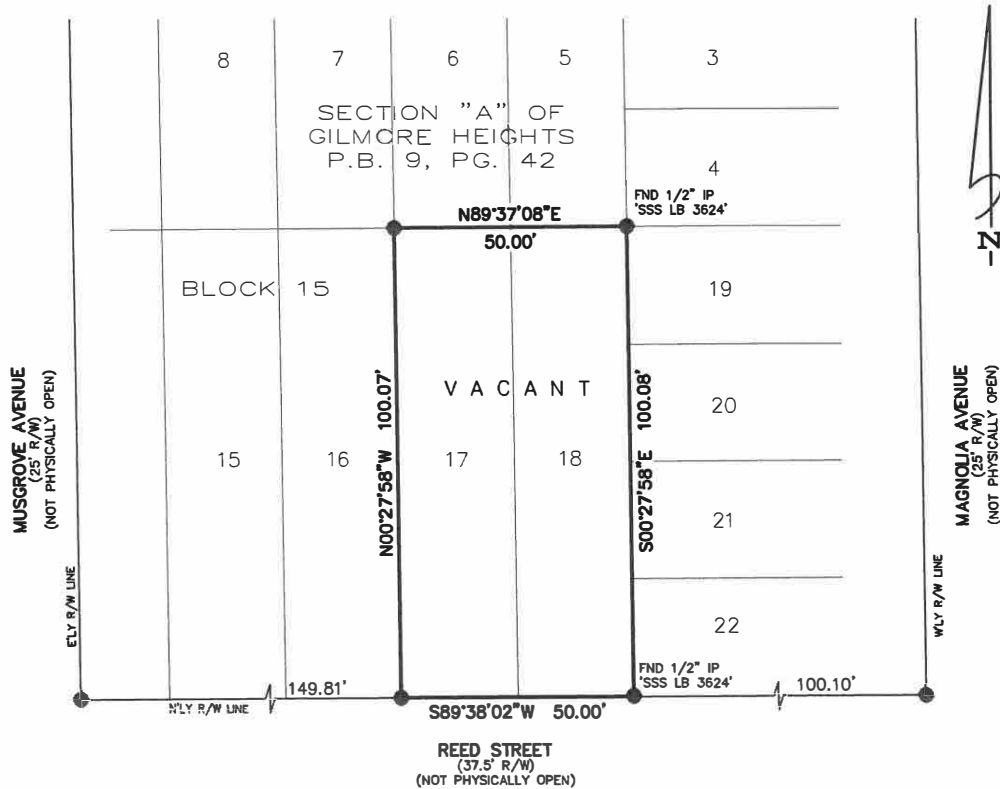 8
7
6
5
3
SECTION "A" OF
GILMORE HEIGHTS
P.B. 9, PG. 42
4
FND 1/2" IP
'SSS LB 3624'
N89°37'08"E
50.00'
N
BLOCK 15
19
VACANT
20
MUSGROVE AVENUE
(25' R/W)
(NOT PHYSICALLY OPEN)
N00°27'58"W 100.07'
S00°27'58"E 100.08'
MAGNOLIA AVENUE
(25' R/W)
(NOT PHYSICALLY OPEN)
15
16
17
18
21
E'LY R/W LINE
W'LY R/W LINE
22
FND 1/2" IP
'SSS LB 3624'
149.81'
100.10'
N'LY R/W LINE
S89°38'02"W 50.00'
REED STREET
(37.5' R/W)
(NOT PHYSICALLY OPEN)